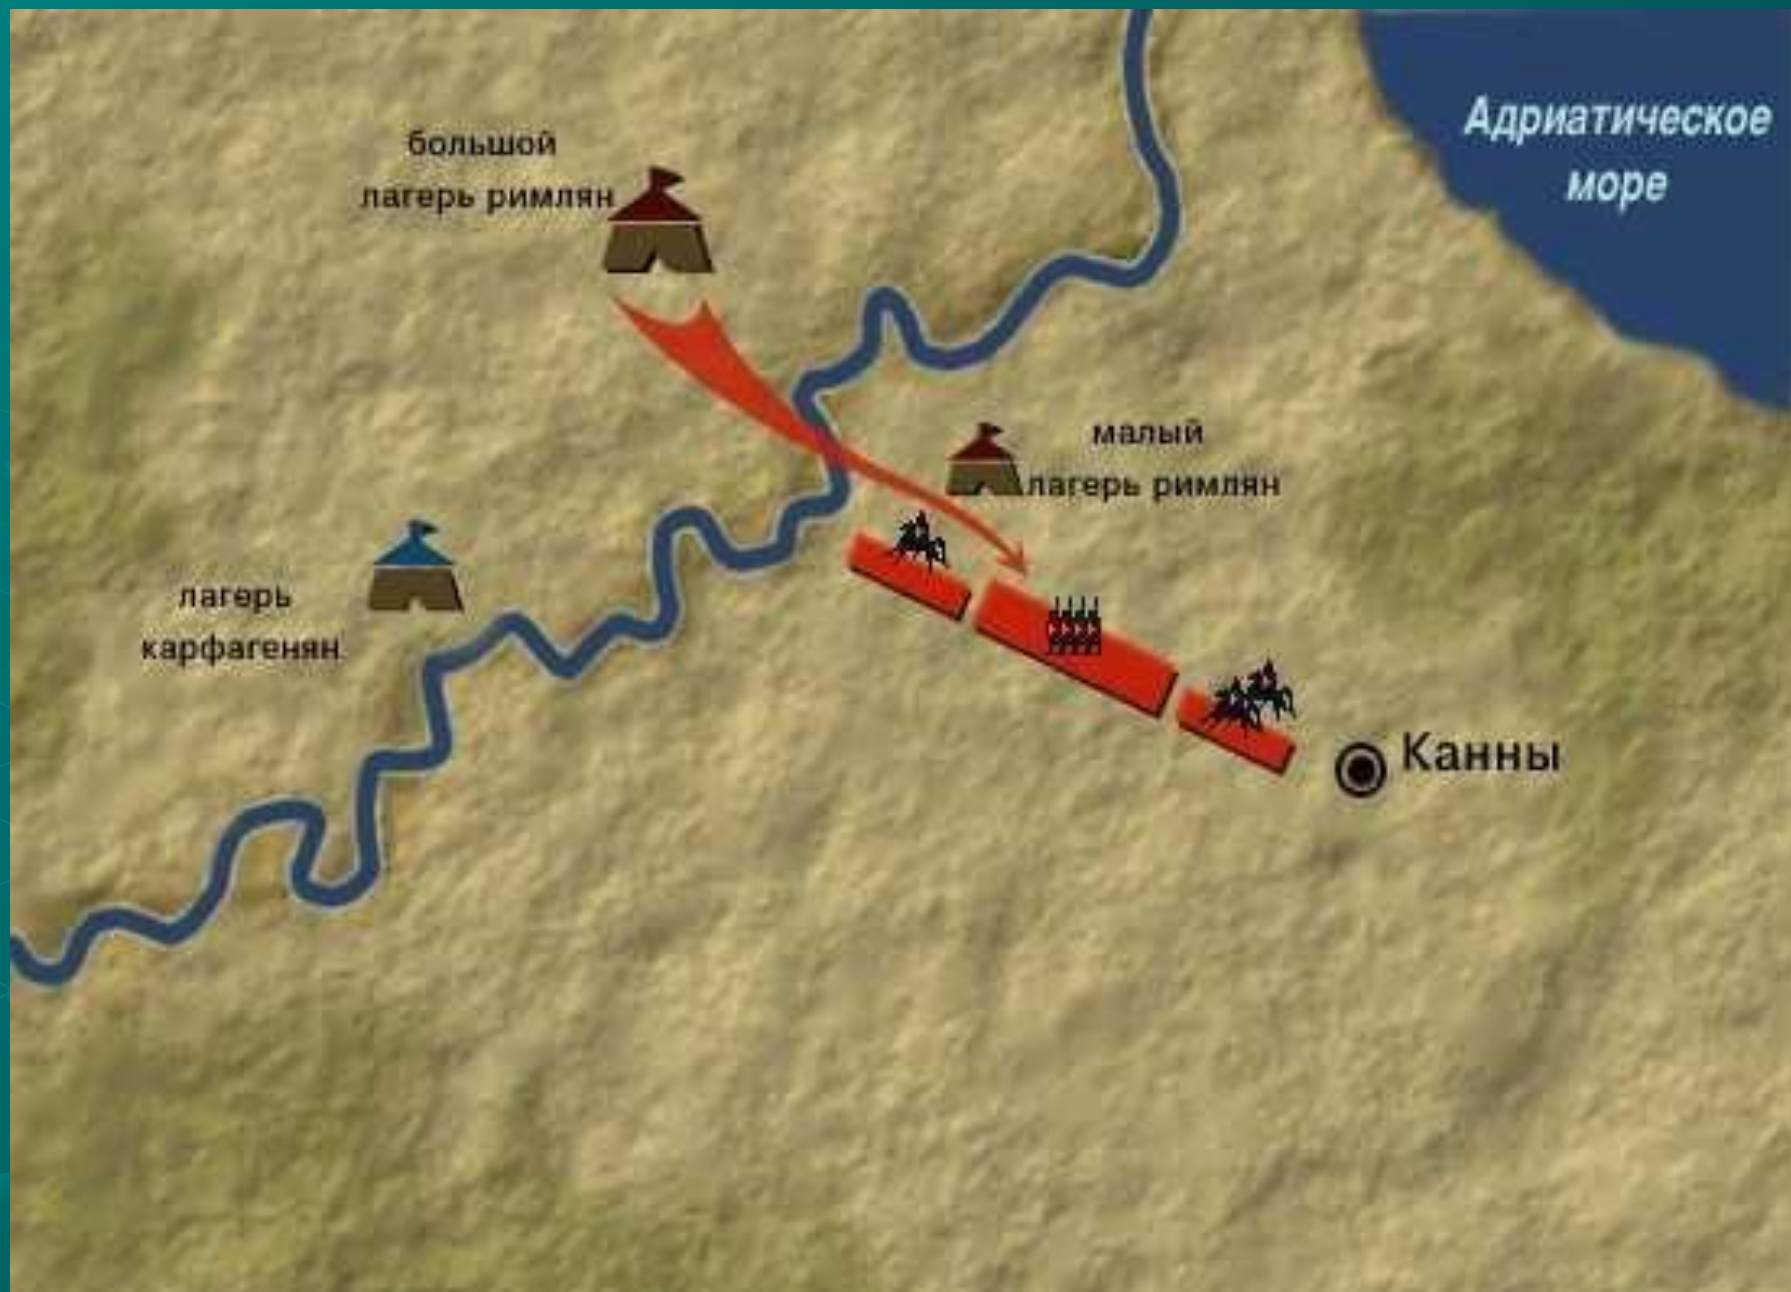 Адриатическое
море
большой
лагерь римлян
малый
лагерь римлян
лагерь
карфагенян
Канны